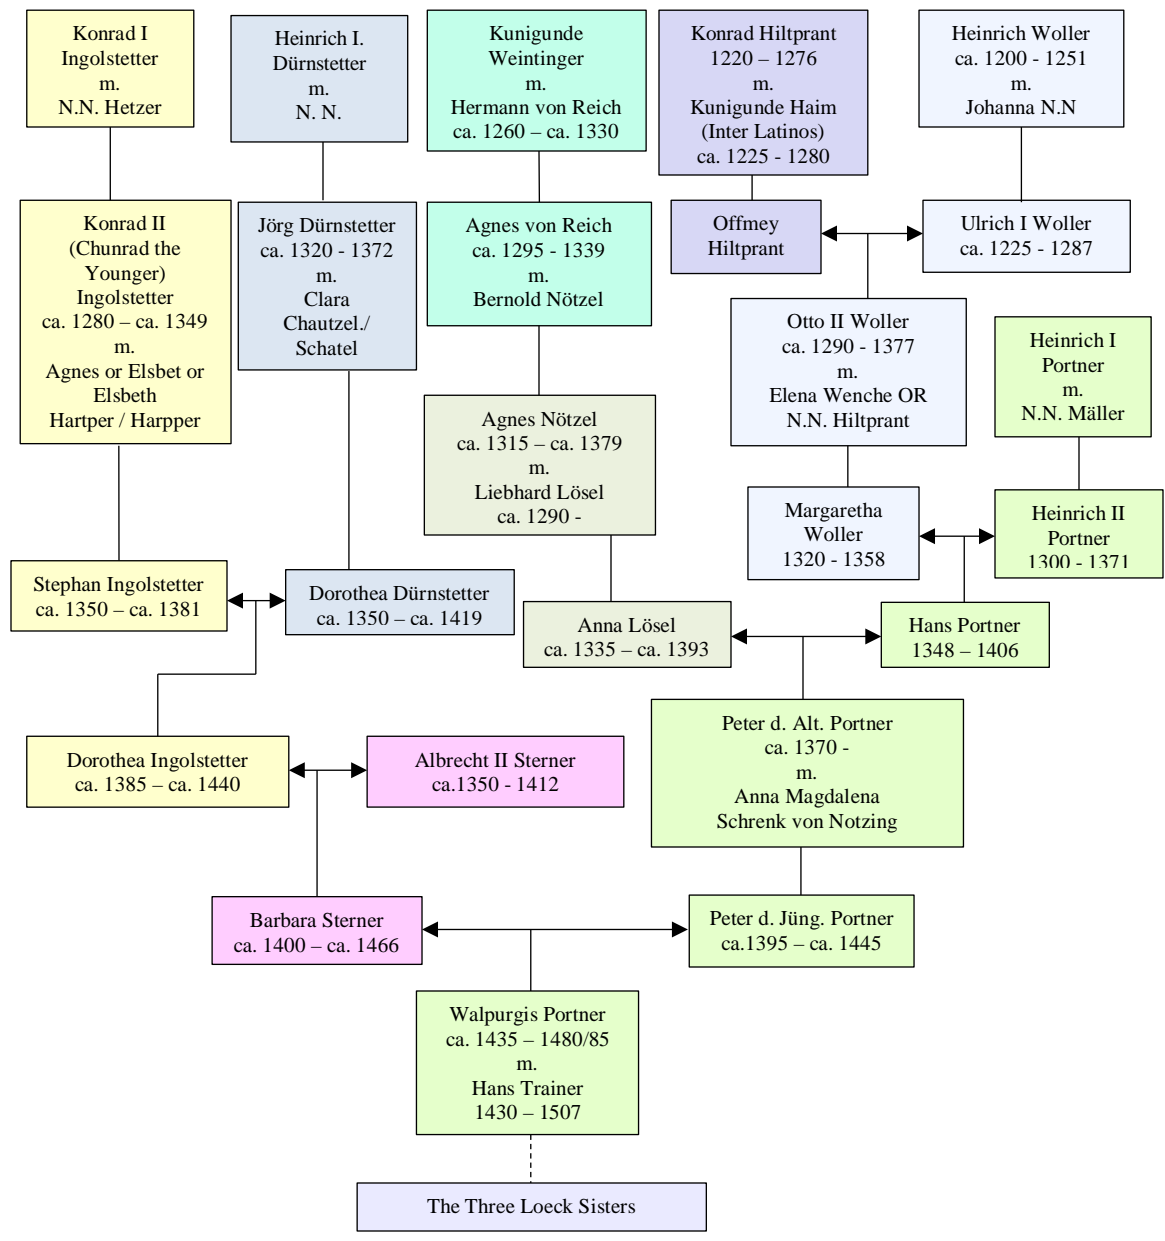 Konrad I
Ingolstetter
m.
N.N. Hetzer
Heinrich I.
Dürnstetter
m.
N. N.
Kunigunde
Weintinger
m.
Hermann von Reich
ca. 1260 – ca. 1330
Konrad Hiltprant
1220 – 1276
m.
Kunigunde Haim
(Inter Latinos)
ca. 1225 - 1280
Heinrich Woller
ca. 1200 - 1251
m.
Johanna N.N
Konrad II
(Chunrad the
Younger)
Ingolstetter
ca. 1280 – ca. 1349
m.
Agnes or Elsbet or
Elsbeth
Hartper / Harpper
Jörg Dürnstetter
ca. 1320 - 1372
m.
Clara
Chautzel./
Schatel
Agnes von Reich
ca. 1295 - 1339
m.
Bernold Nötzel
Offmey
Hiltprant
Ulrich I Woller
ca. 1225 - 1287
Otto II Woller
ca. 1290 - 1377
m.
Elena Wenche OR
N.N. Hiltprant
Heinrich I
Portner
m.
N.N. Mäller
Agnes Nötzel
ca. 1315 – ca. 1379
m.
Liebhard Lösel
ca. 1290 -
Margaretha
Woller
1320 - 1358
Heinrich II
Portner
1300 - 1371
Stephan Ingolstetter
ca. 1350 – ca. 1381
Dorothea Dürnstetter
ca. 1350 – ca. 1419
Anna Lösel
ca. 1335 – ca. 1393
Hans Portner
1348 – 1406
Peter d. Alt. Portner
ca. 1370 -
m.
Anna Magdalena
Schrenk von Notzing
Dorothea Ingolstetter
ca. 1385 – ca. 1440
Albrecht II Sterner
ca.1350 - 1412
Barbara Sterner
ca. 1400 – ca. 1466
Peter d. Jüng. Portner
ca.1395 – ca. 1445
Walpurgis Portner
ca. 1435 – 1480/85
m.
Hans Trainer
1430 – 1507
The Three Loeck Sisters